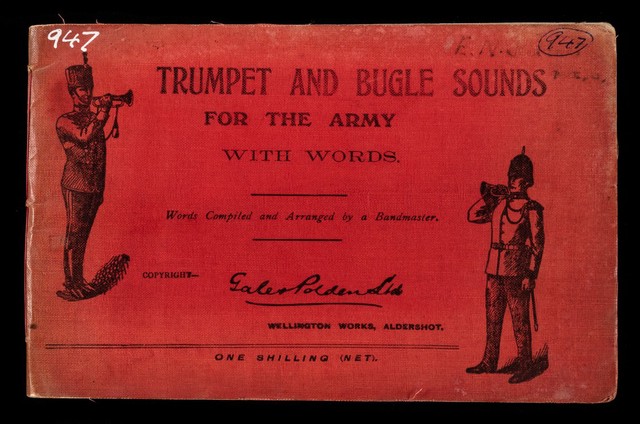 947
947
TRUMPET AND BUGLE SOUNDS
FOR THE ARMY
WITH WORDS.
Words Compiled and Arranged by a Bandmaster.
COPYRIGHT—
Gale & Polden Ltd
WELLINGTON WORKS, ALDERSHOT.
ONE SHILLING (NET).